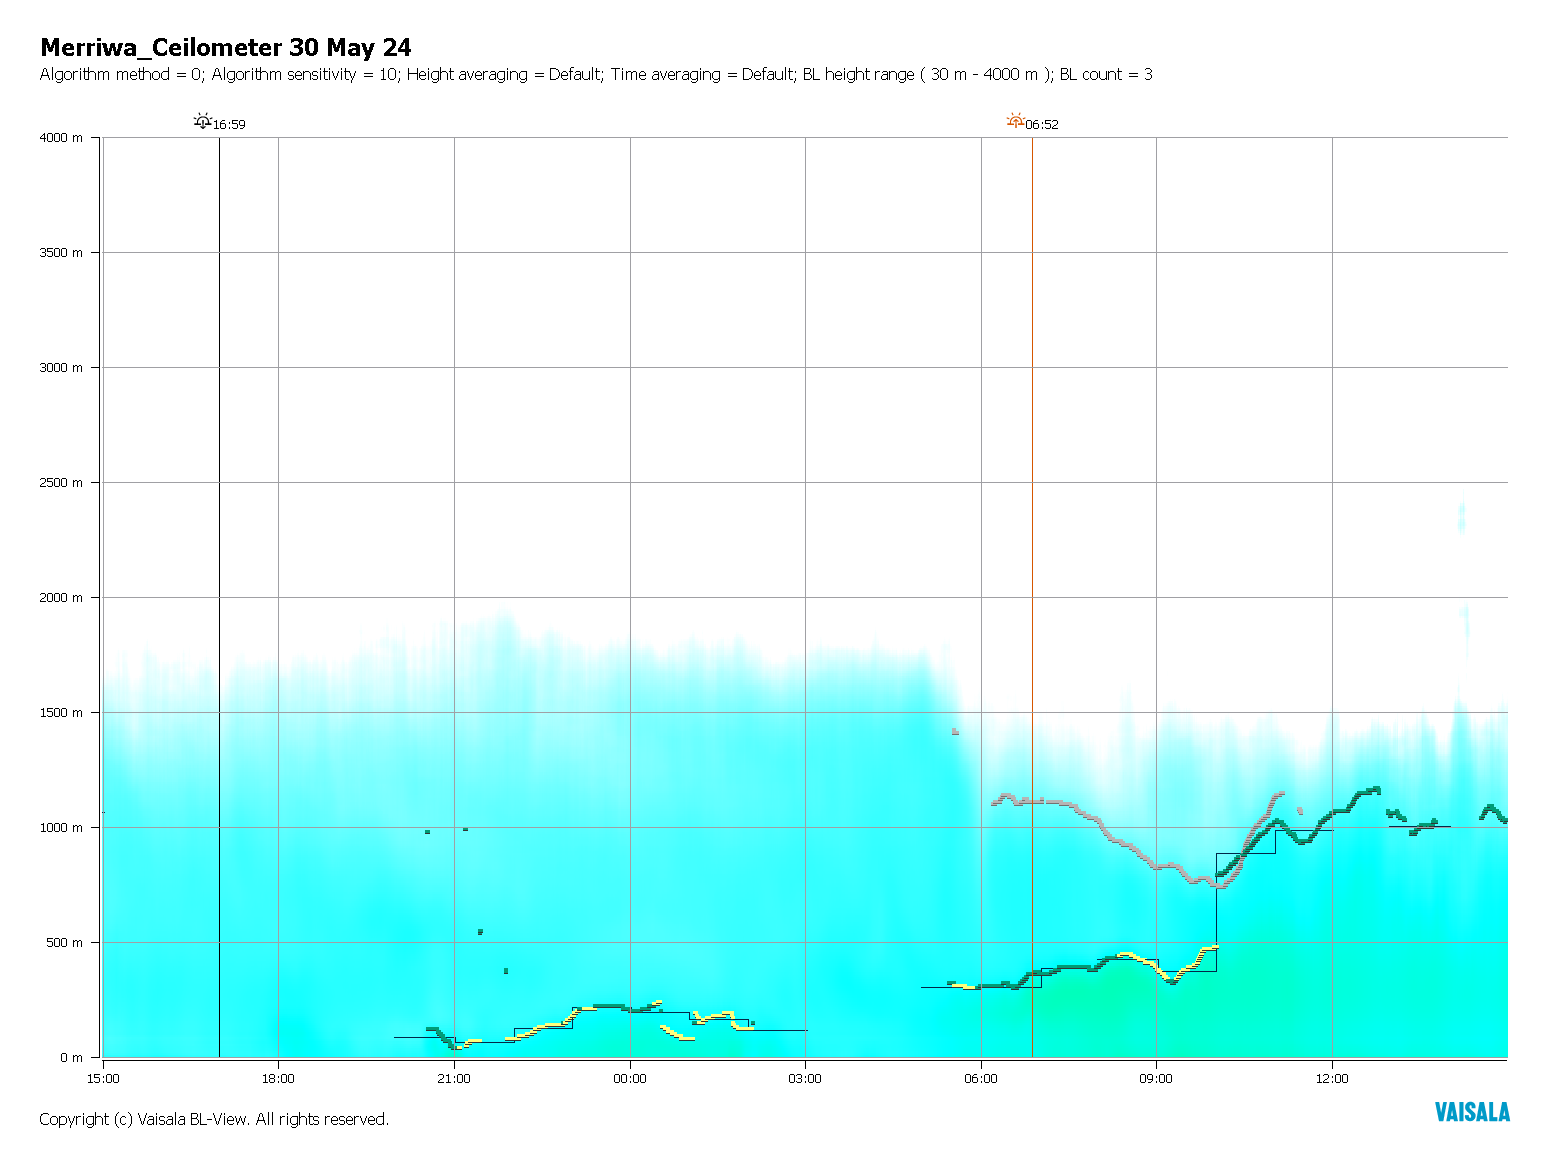 Merriwa_Ceilometer 30 May 24
Algorithm method = 0; Algorithm sensitivity = 10; Height averaging = Default; Time averaging = Default; BL height range ( 30 m - 4000 m ); BL count = 3
16:59
06:52
4000 m
3500 m
3000 m
2500 m
2000 m
1500 m
1000 m
500 m
0 m
15:00
18:00
21:00
00:00
03:00
06:00
09:00
12:00
Copyright (c) Vaisala BL-View. All rights reserved.
VAISALA